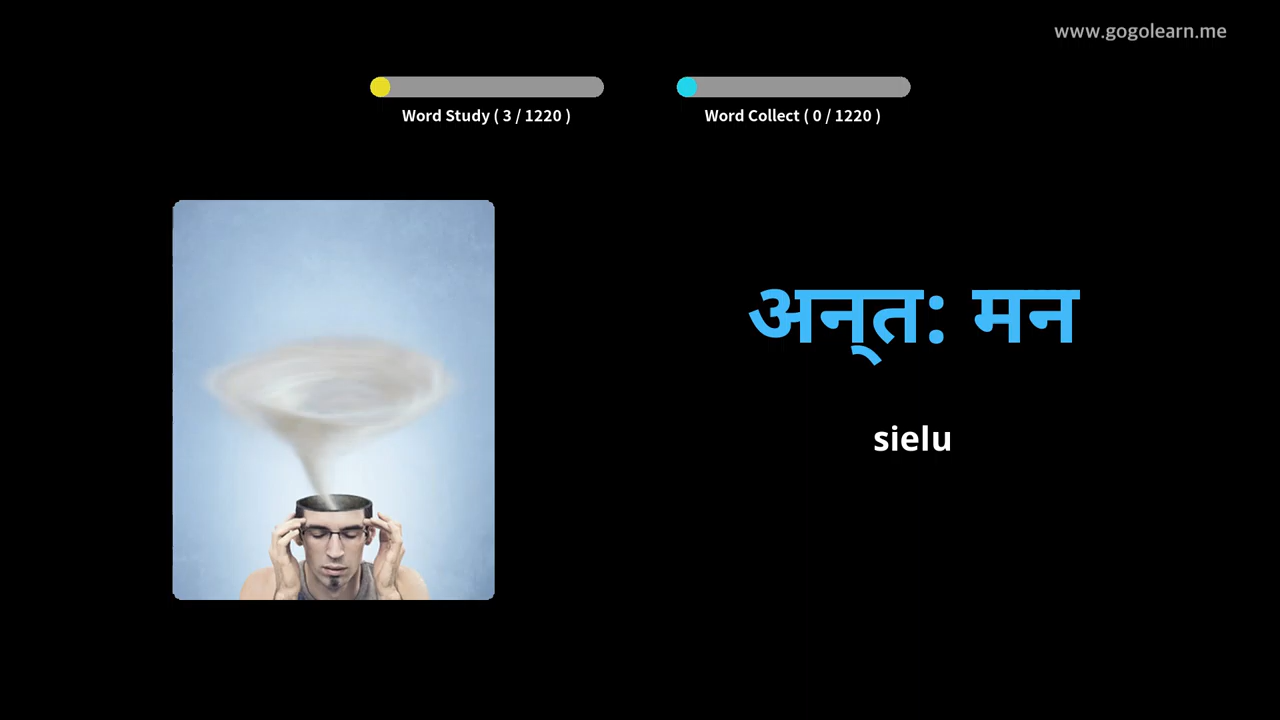 www.gogolearn.me
Word Study ( 3 / 1220 )
Word Collect ( 0 / 1220 )
अन्‌त: मन
sielu